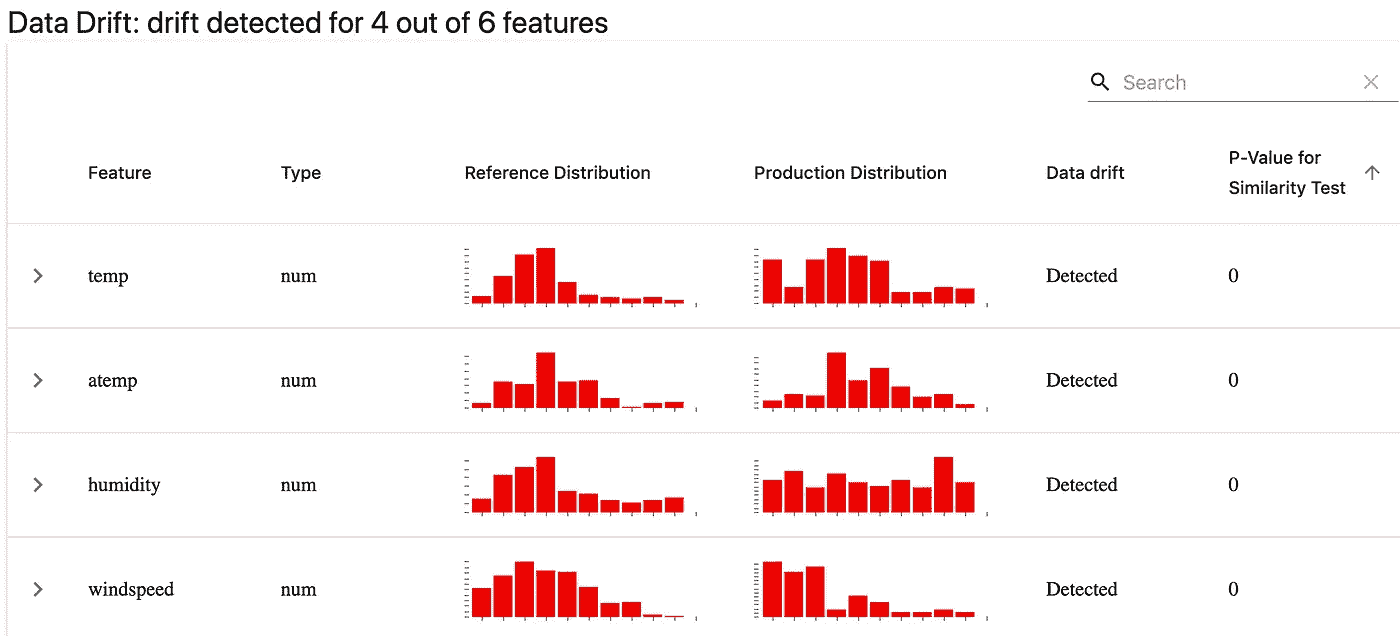 Data Drift: drift detected for 4 out of 6 features
Search
Feature Type Reference Distribution Production Distribution Data drift P-Value for Similarity Test
temp num Detected 0
atemp num Detected 0
humidity num Detected 0
windspeed num Detected 0